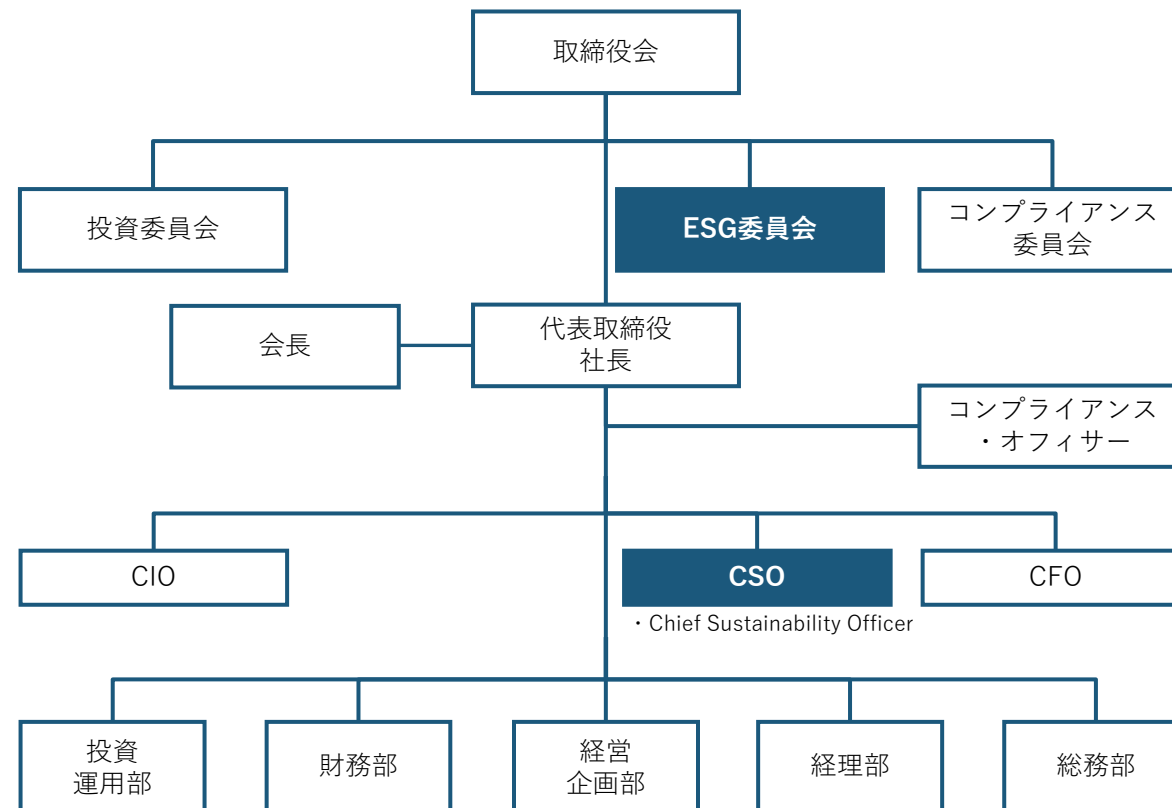 取締役会
投資委員会
ESG委員会
コンプライアンス
委員会
会長
代表取締役
社長
コンプライアンス
・オフィサー
CIO
CSO
CFO
・Chief Sustainability Officer
投資
運用部
財務部
経営
企画部
経理部
総務部